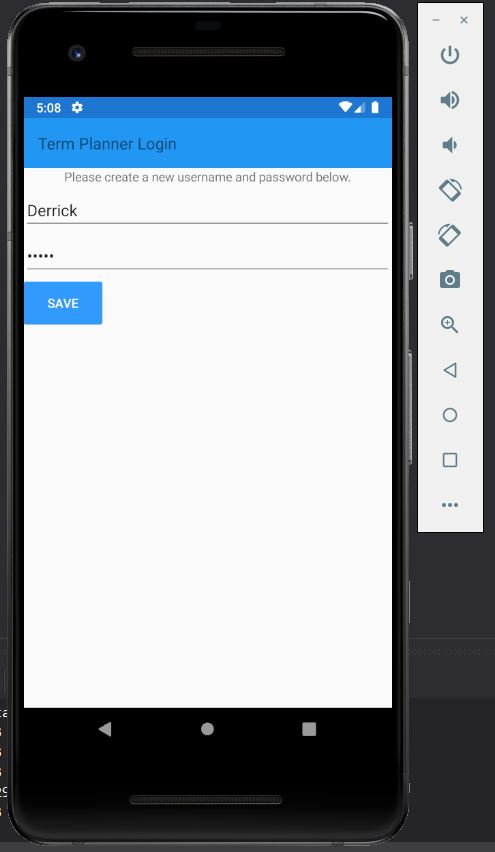 5:08
Term Planner Login
Please create a new username and password below.
Derrick
•••••
SAVE